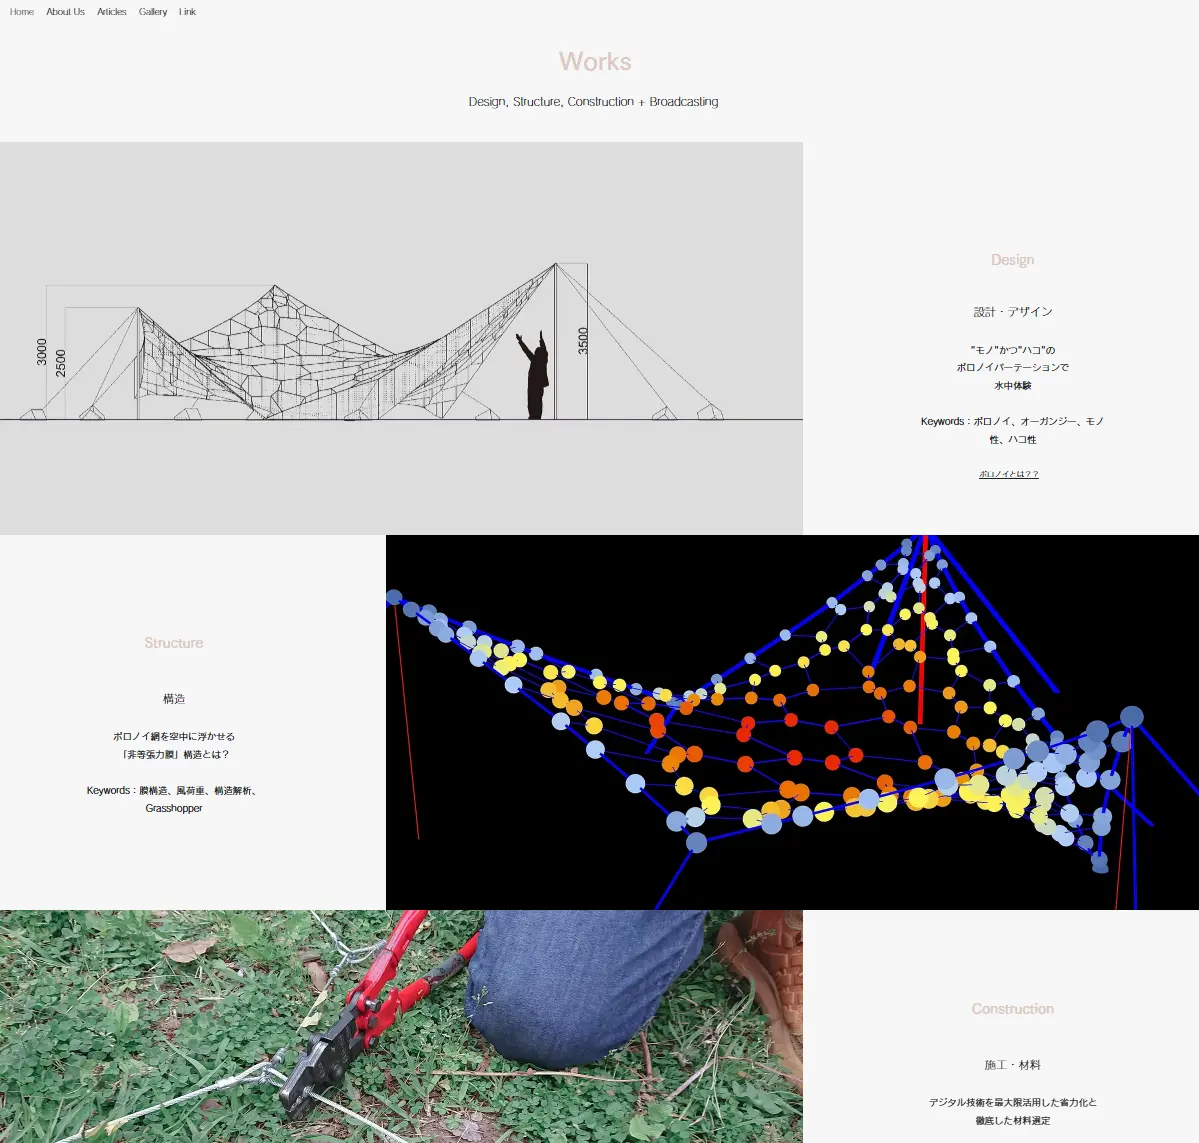 Home About Us Articles Gallery Link
Works
Design, Structure, Construction + Broadcasting
3000
2500
3500
Design
設計・デザイン
"モノ"かつ"ハコ"の
ボロノイパーテーションで
水中体験
Keywords：ボロノイ、オーガンジー、モノ
性、ハコ性
ボロノイとは？？
Structure
構造
ボロノイ網を空中に浮かせる
「非等張力膜」構造とは？
Keywords：膜構造、風荷重、構造解析、
Grasshopper
Construction
施工・材料
デジタル技術を最大限活用した省力化と
徹底した材料選定